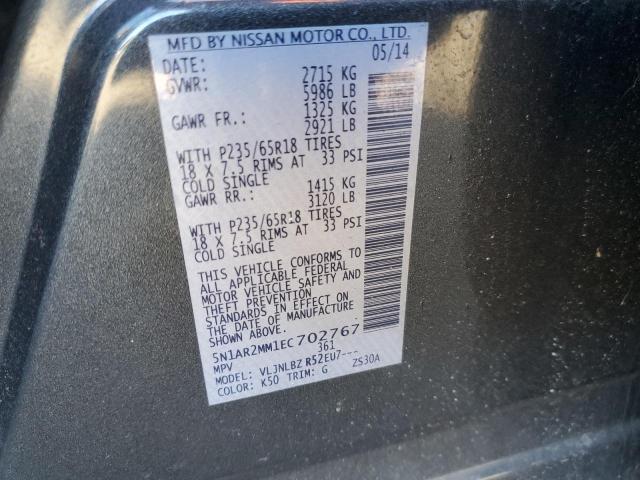 MFD BY NISSAN MOTOR CO., LTD.
DATE: 05/14
GVWR: 2715 KG
5986 LB
GAWR FR.: 1325 KG
2921 LB
WITH P235/65R18 TIRES
18 X 7.5 RIMS AT 33 PSI
COLD SINGLE
GAWR RR.: 1415 KG
3120 LB
WITH P235/65R18 TIRES
18 X 7.5 RIMS AT 33 PSI
COLD SINGLE
THIS VEHICLE CONFORMS TO
ALL APPLICABLE FEDERAL
MOTOR VEHICLE SAFETY AND
THEFT PREVENTION
STANDARDS IN EFFECT ON
THE DATE OF MANUFACTURE
SHOWN ABOVE.
5N1AR2MM1EC702767
MPV 361
MODEL: VLJNLBZ R52EU7---
COLOR: K50 TRIM: G ZS30A